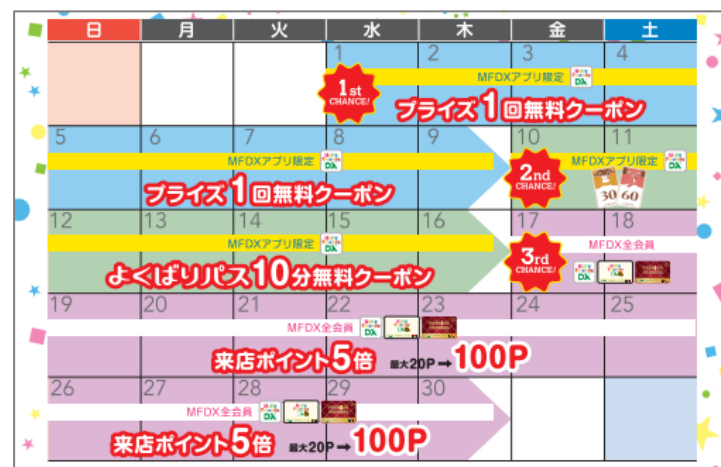 日 月 火 水 木 金 土
1 2 3 4
MFDXアプリ限定
1st
CHANCE!
プライズ1回無料クーポン
5 6 7 8 9 10 11
MFDXアプリ限定
MFDXアプリ限定
2nd
CHANCE!
30 60
プライズ1回無料クーポン
12 13 14 15 16 17 18
MFDXアプリ限定
MFDX全会員
3rd
CHANCE!
よくばりパス10分無料クーポン
19 20 21 22 23 24 25
MFDX全会員
来店ポイント5倍 最大20P→100P
26 27 28 29 30
MFDX全会員
来店ポイント5倍 最大20P→100P